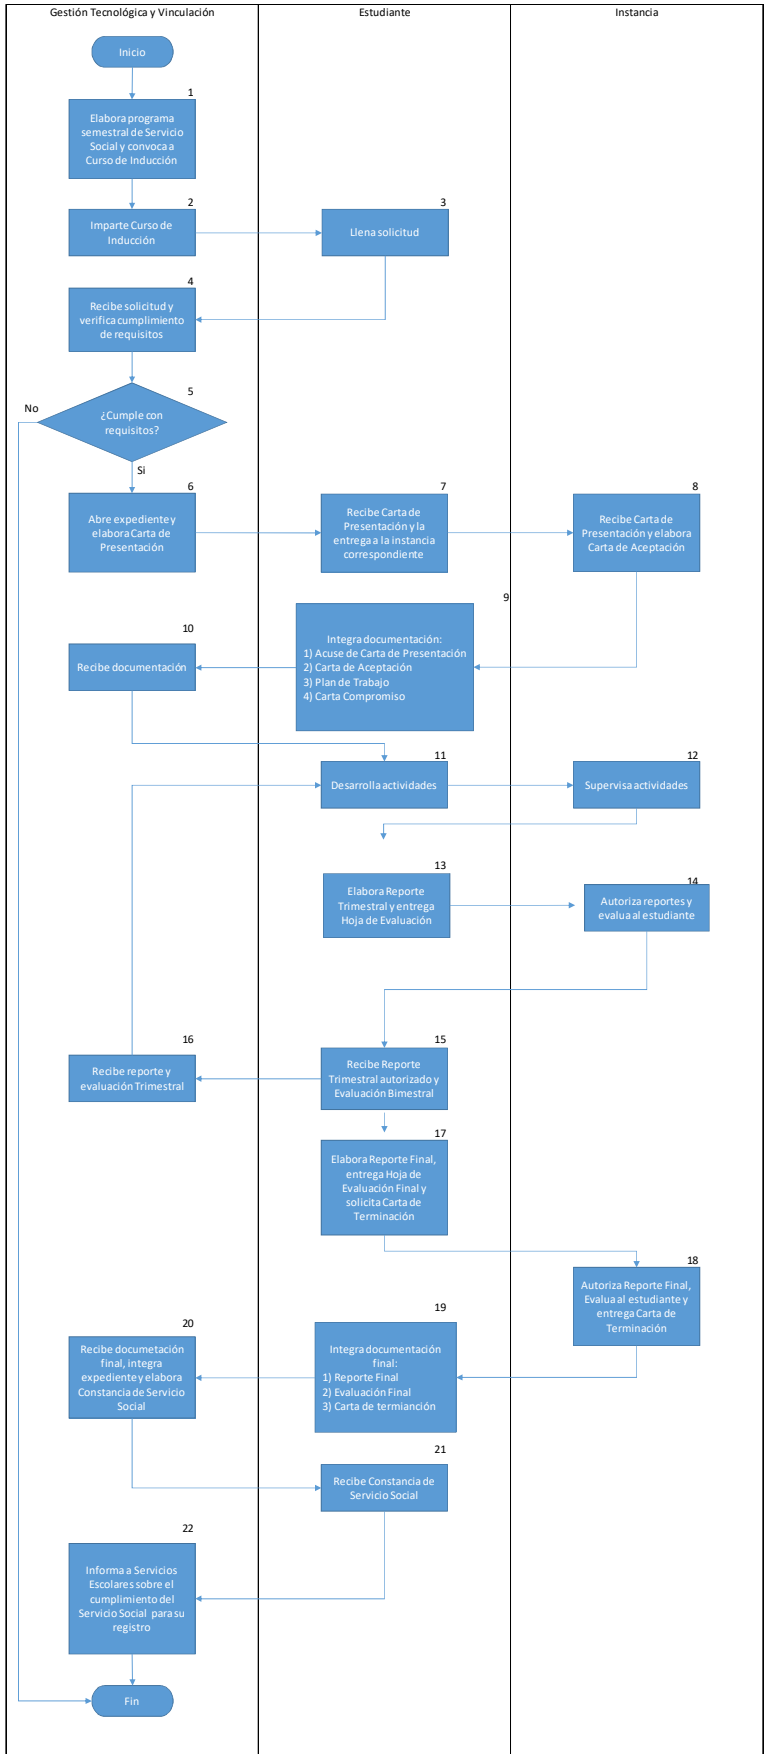 Gestión Tecnológica y Vinculación
Estudiante
Instancia
Inicio
1
Elabora programa
semestral de Servicio
Social y convoca a
Curso de Inducción
2
Imparte Curso de
Inducción
3
Llena solicitud
4
Recibe solicitud y
verifica cumplimiento
de requisitos
5
¿Cumple con
requisitos?
No
Si
6
Abre expediente y
elabora Carta de
Presentación
7
Recibe Carta de
Presentación y la
entrega a la instancia
correspondiente
8
Recibe Carta de
Presentación y elabora
Carta de Aceptación
9
Integra documentación:
1) Acuse de Carta de Presentación
2) Carta de Aceptación
3) Plan de Trabajo
4) Carta Compromiso
10
Recibe documentación
11
Desarrolla actividades
12
Supervisa actividades
13
Elabora Reporte
Trimestral y entrega
Hoja de Evaluación
14
Autoriza reportes y
evalua al estudiante
15
Recibe Reporte
Trimestral autorizado y
Evaluación Bimestral
16
Recibe reporte y
evaluación Trimestral
17
Elabora Reporte Final,
entrega Hoja de
Evaluación Final y
solicita Carta de
Terminación
18
Autoriza Reporte Final,
Evalua al estudiante y
entrega Carta de
Terminación
19
Integra documentación
final:
1) Reporte Final
2) Evaluación Final
3) Carta de termianción
20
Recibe documetación
final, integra
expediente y elabora
Constancia de Servicio
Social
21
Recibe Constancia de
Servicio Social
22
Informa a Servicios
Escolares sobre el
cumplimiento del
Servicio Social para su
registro
Fin